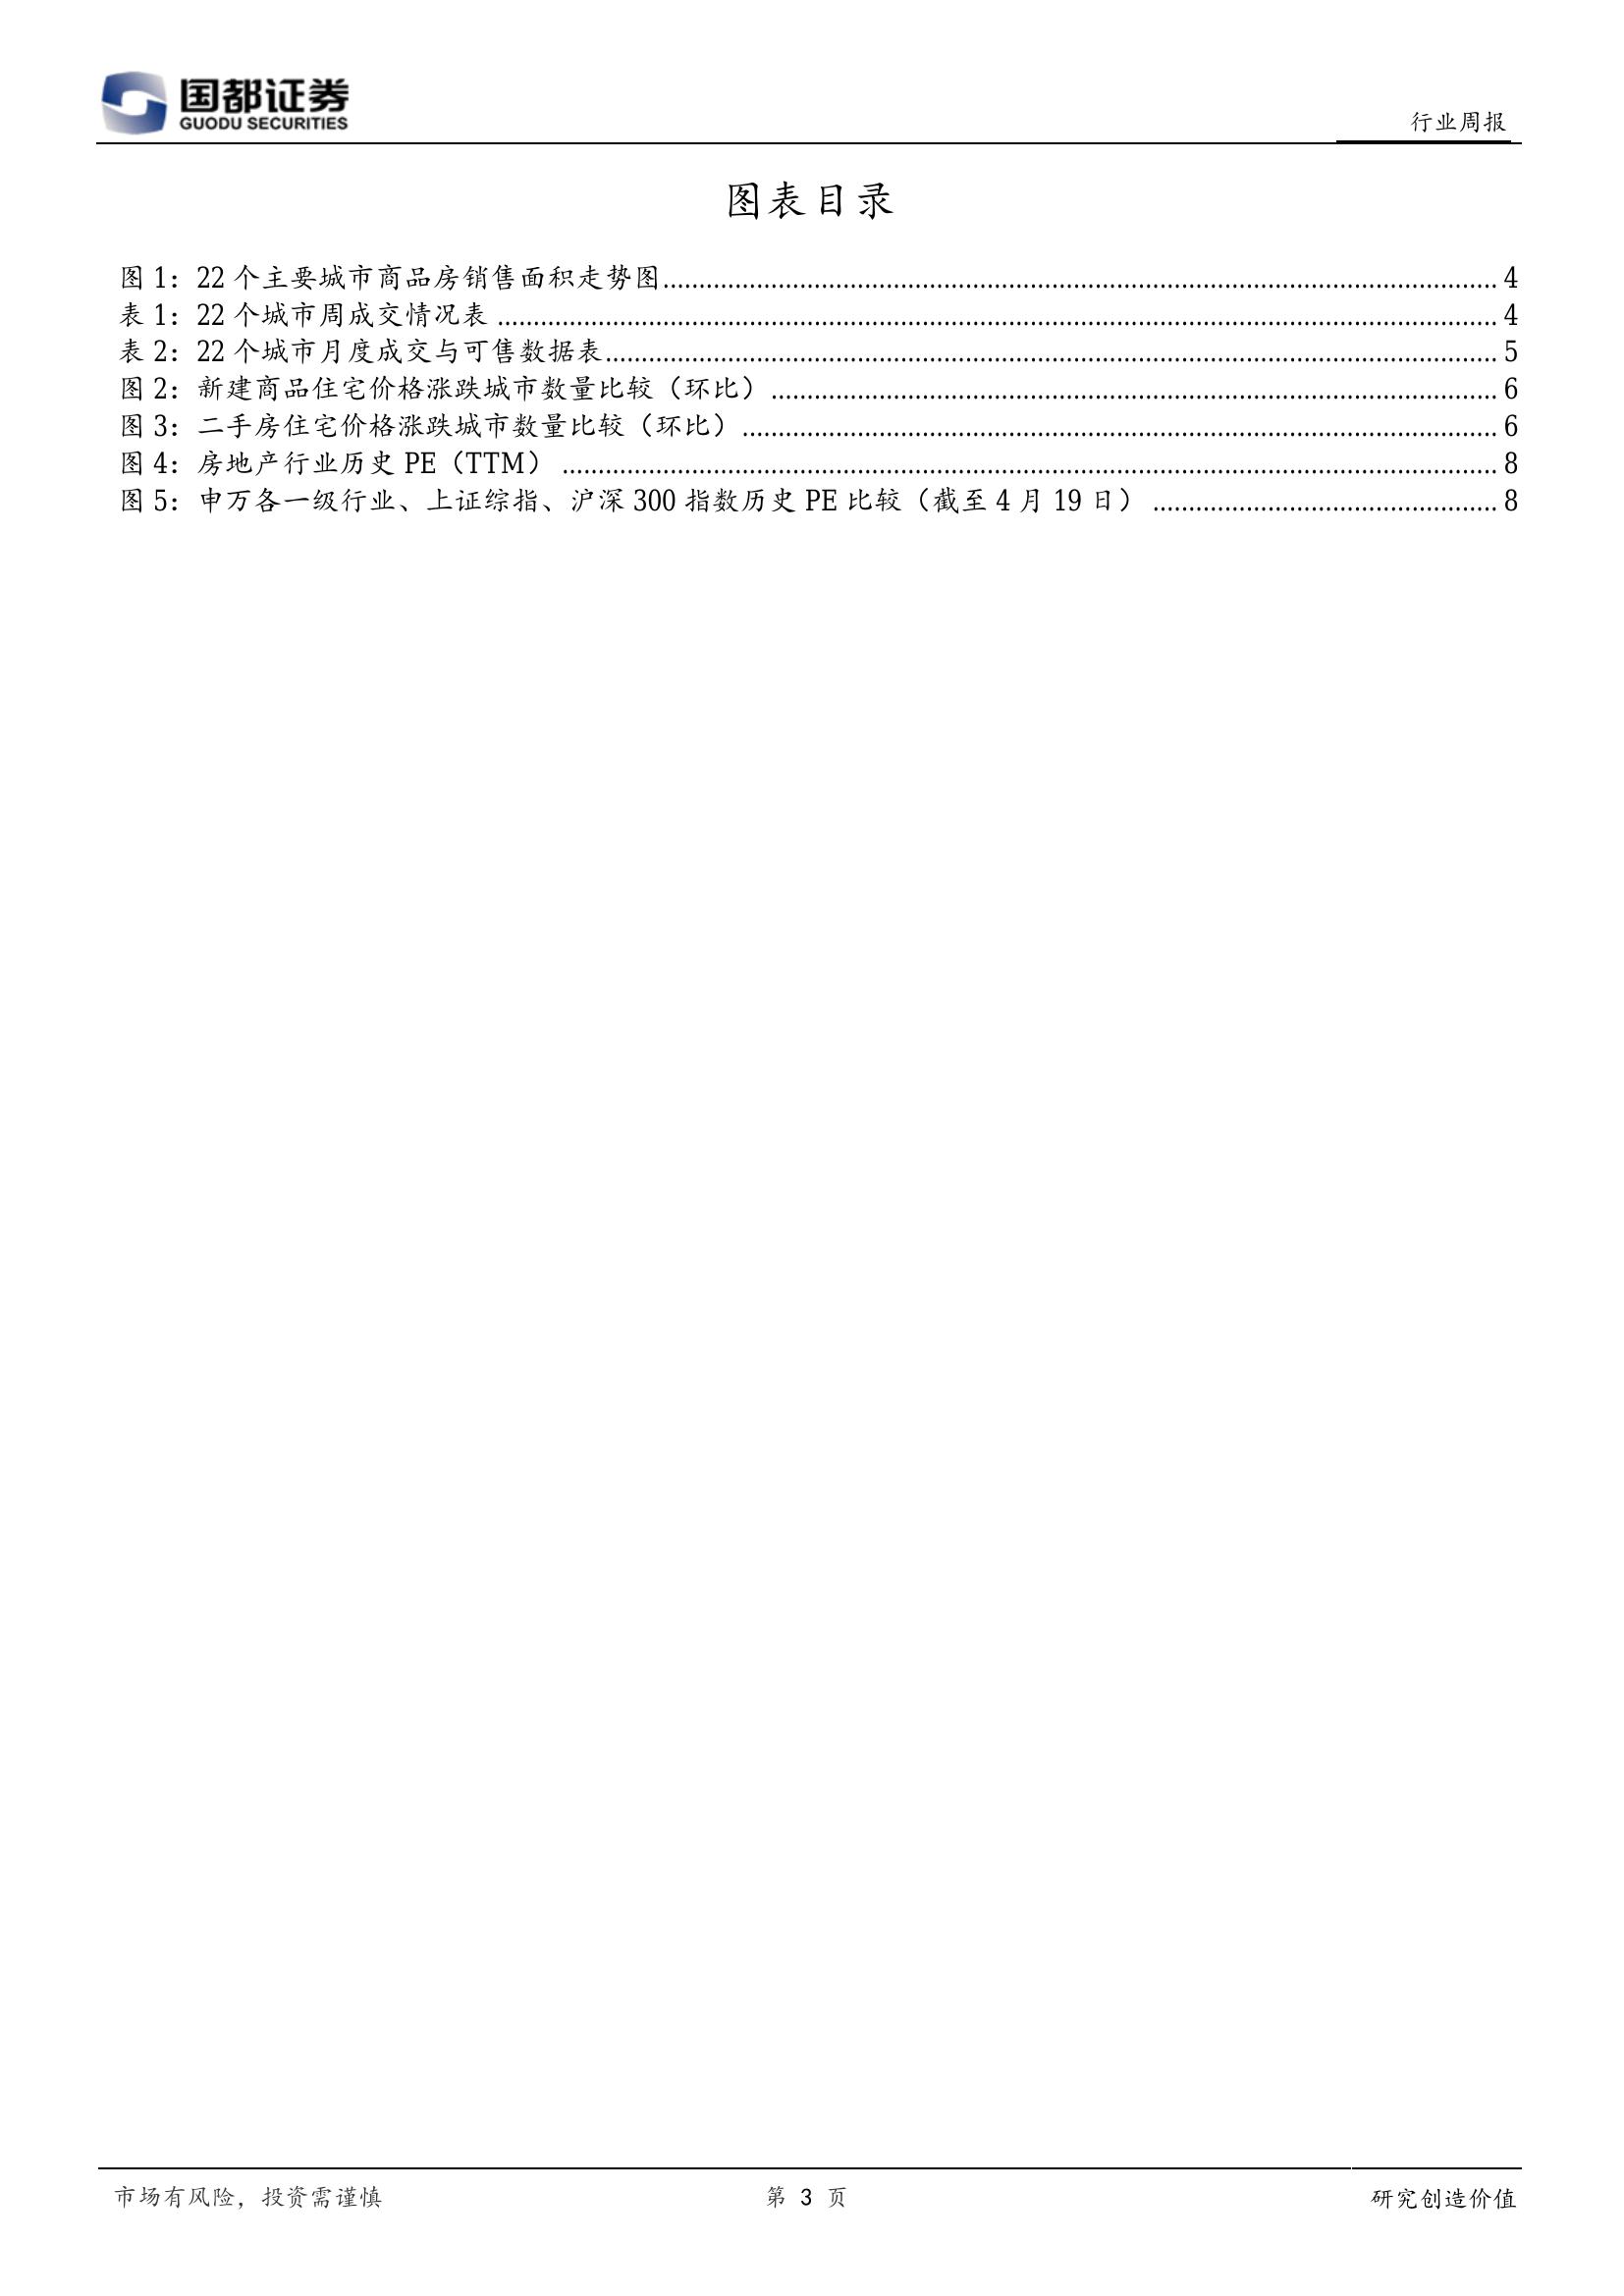 国都证券
GUODU SECURITIES
行业周报
图表目录
图 1：22 个主要城市商品房销售面积走势图........ 4
表 1：22 个城市周成交情况表 ........ 4
表 2：22 个城市月度成交与可售数据表........ 5
图 2：新建商品住宅价格涨跌城市数量比较（环比）........ 6
图 3：二手房住宅价格涨跌城市数量比较（环比）........ 6
图 4：房地产行业历史 PE（TTM） ........ 8
图 5：申万各一级行业、上证综指、沪深 300 指数历史 PE 比较（截至 4 月 19 日） ........ 8
市场有风险，投资需谨慎 第 3 页 研究创造价值